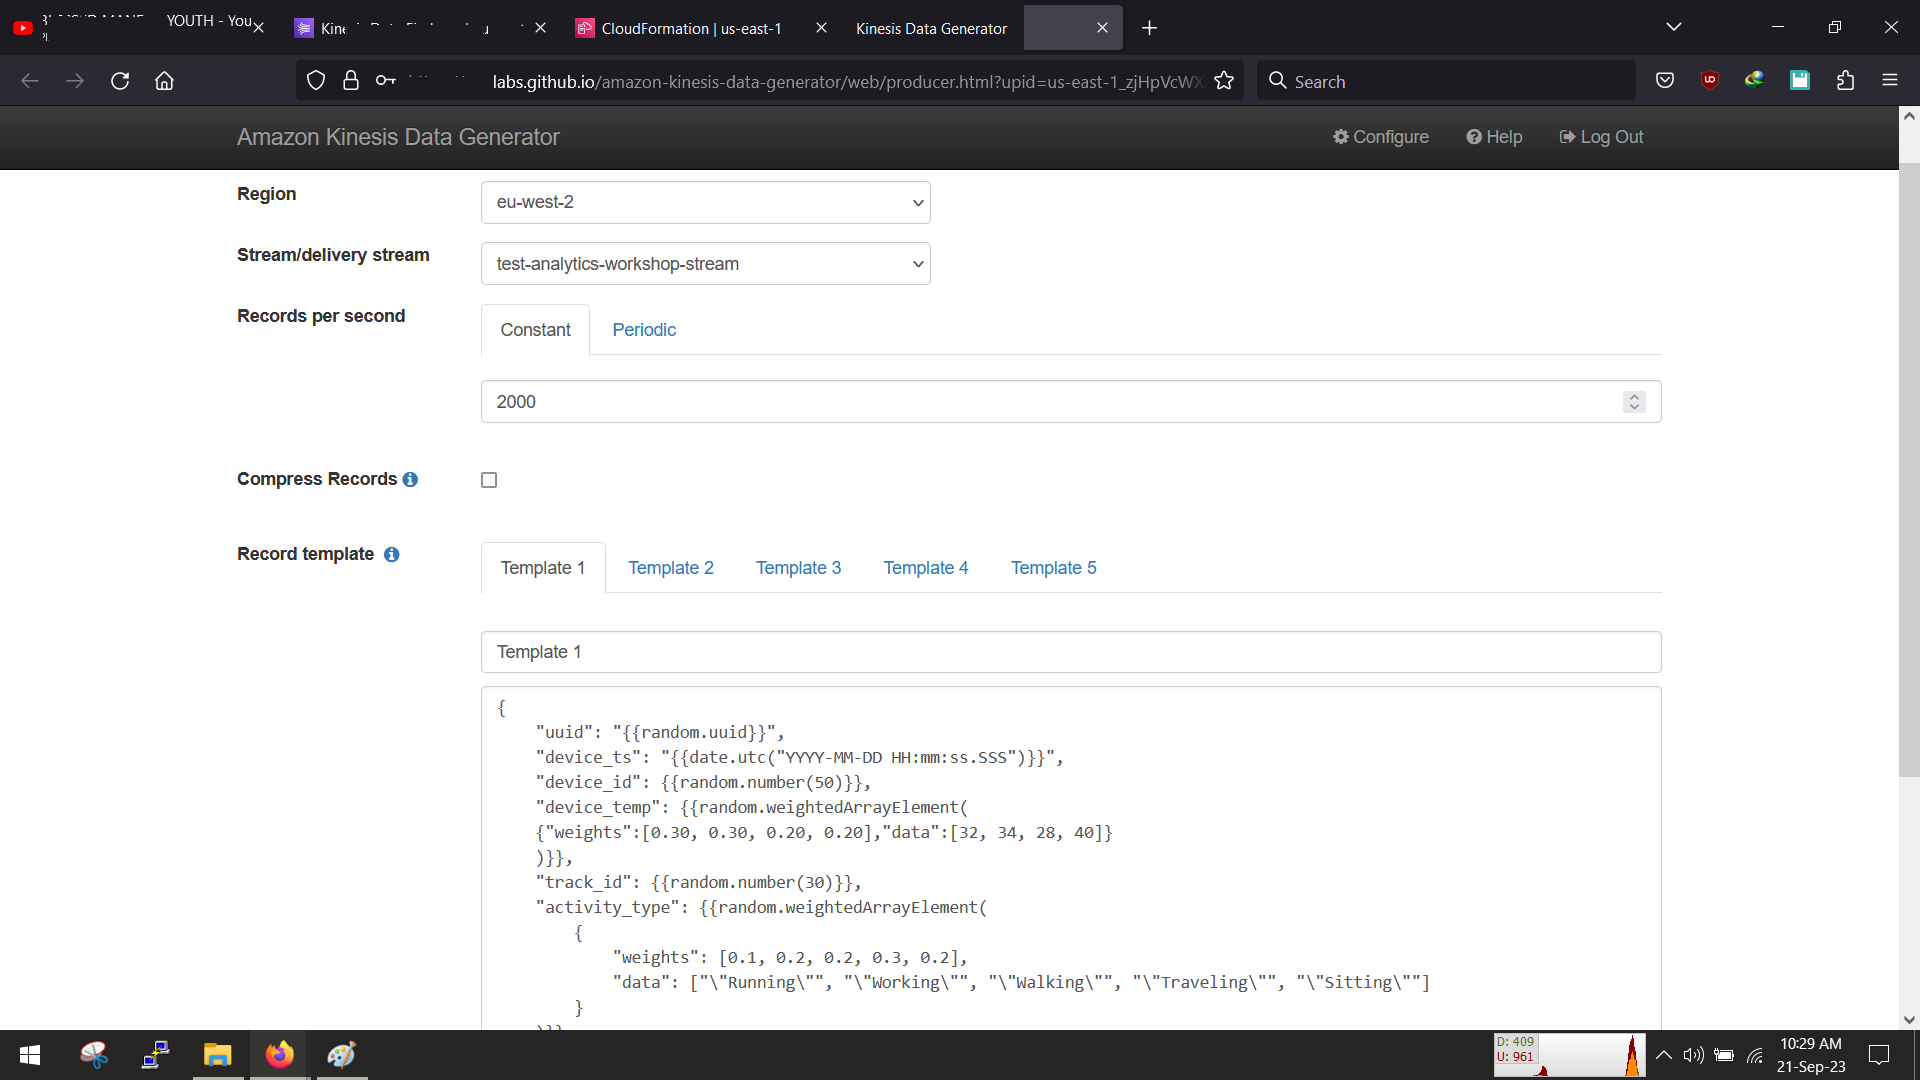 YOUTH - You
CloudFormation | us-east-1
Kinesis Data Generator
labs.github.io/amazon-kinesis-data-generator/web/producer.html?upid=us-east-1_zjHpVcWX
Search
Amazon Kinesis Data Generator
Configure
Help
Log Out
Region
eu-west-2
Stream/delivery stream
test-analytics-workshop-stream
Records per second
Constant
Periodic
2000
Compress Records
Record template
Template 1
Template 2
Template 3
Template 4
Template 5
Template 1
{
"uuid": "{{random.uuid}}",
"device_ts": "{{date.utc("YYYY-MM-DD HH:mm:ss.SSS")}}",
"device_id": {{random.number(50)}},
"device_temp": {{random.weightedArrayElement(
{"weights":[0.30, 0.30, 0.20, 0.20],"data":[32, 34, 28, 40]}
)}},
"track_id": {{random.number(30)}},
"activity_type": {{random.weightedArrayElement(
{
"weights": [0.1, 0.2, 0.2, 0.3, 0.2],
"data": ["\"Running\"", "\"Working\"", "\"Walking\"", "\"Traveling\"", "\"Sitting\""]
}
)}}
D: 409
U: 961
10:29 AM
21-Sep-23